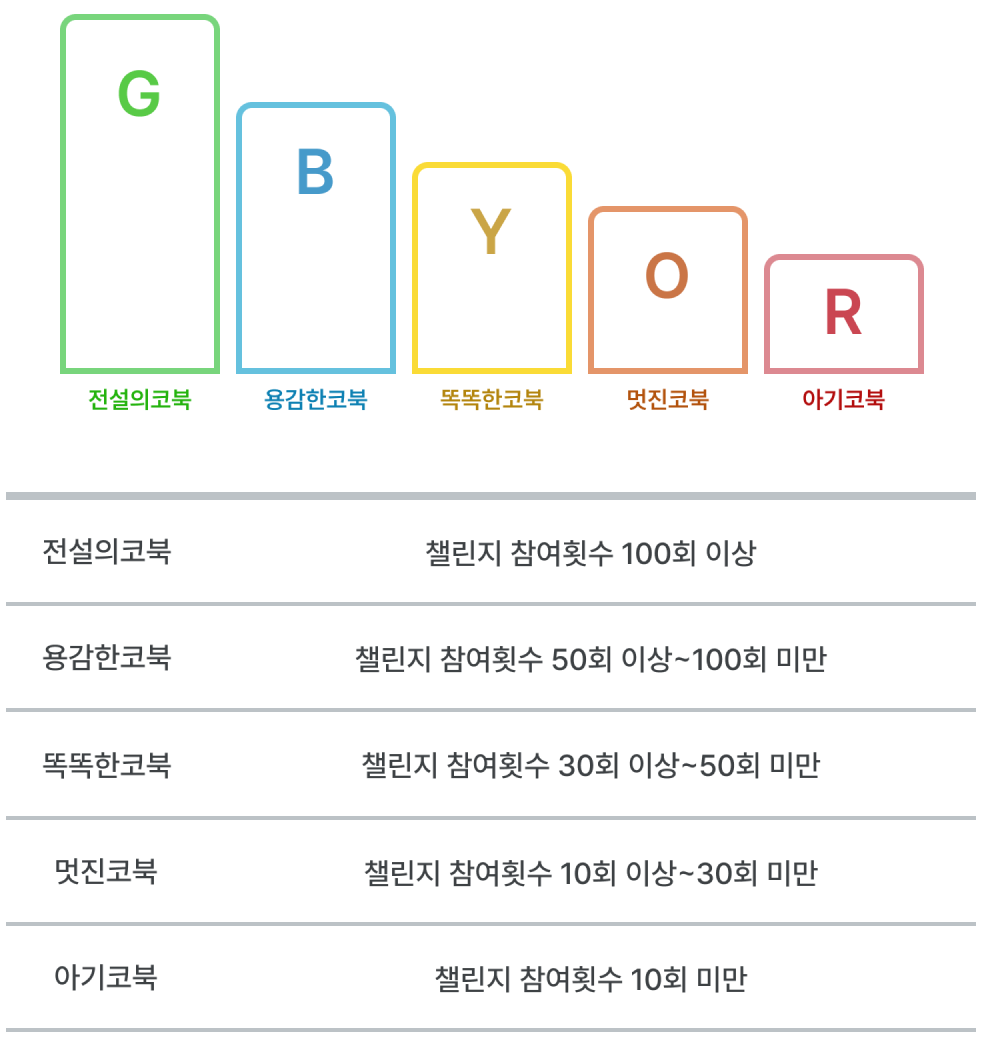 G
B
Y
O
R
전설의코북
용감한코북
똑똑한코북
멋진코북
아기코북
전설의코북 챌린지 참여횟수 100회 이상
용감한코북 챌린지 참여횟수 50회 이상~100회 미만
똑똑한코북 챌린지 참여횟수 30회 이상~50회 미만
멋진코북 챌린지 참여횟수 10회 이상~30회 미만
아기코북 챌린지 참여횟수 10회 미만